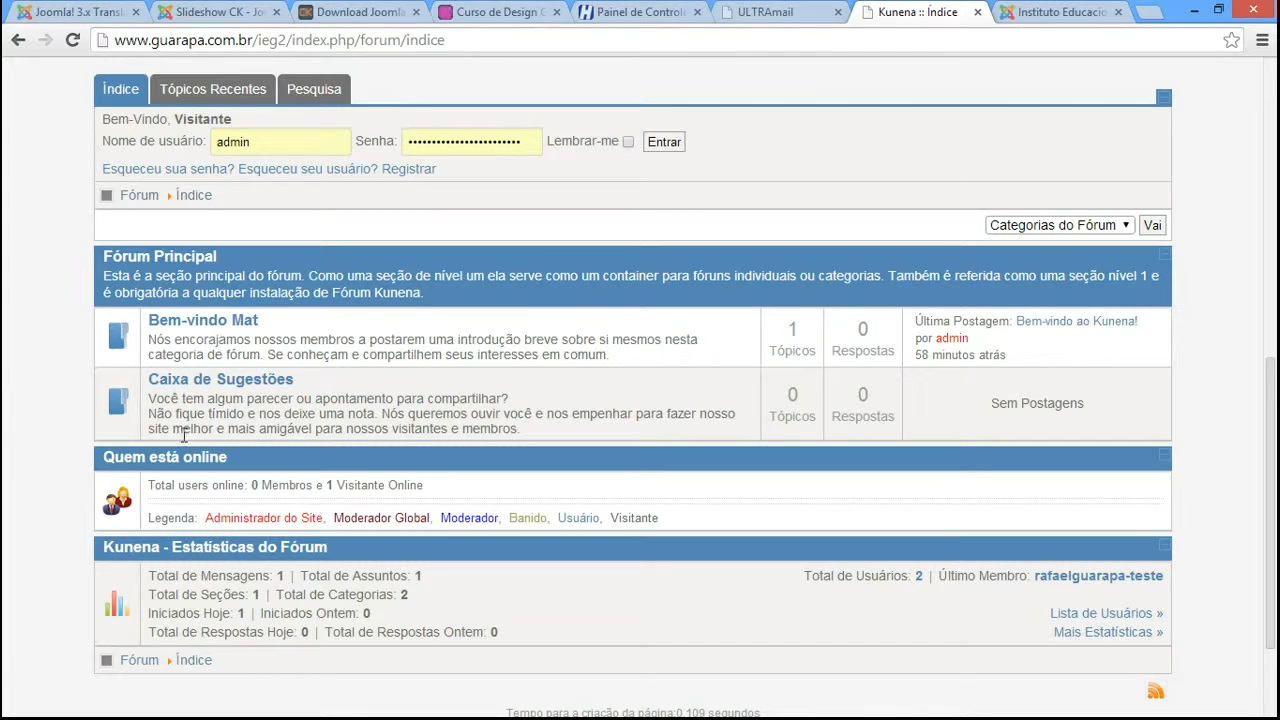 Joomla! 3.x Transl
Slideshow CK - Jo
Download Joomla
Curso de Design G
Painel de Control
ULTRAmail
Kunena :: Índice
Instituto Educacio
www.guarapa.com.br/ieg2/index.php/forum/indice
Índice
Tópicos Recentes
Pesquisa
Bem-Vindo, Visitante
Nome de usuário: admin Senha: •••••••••••••••••••••••• Lembrar-me Entrar
Esqueceu sua senha? Esqueceu seu usuário? Registrar
Fórum Índice
Categorias do Fórum Vai
Fórum Principal
Esta é a seção principal do fórum. Como uma seção de nível um ela serve como um container para fóruns individuais ou categorias. Também é referida como uma seção nível 1 e
é obrigatória a qualquer instalação de Fórum Kunena.
Bem-vindo Mat
Nós encorajamos nossos membros a postarem uma introdução breve sobre si mesmos nesta
categoria de fórum. Se conheçam e compartilhem seus interesses em comum.
1
Tópicos
0
Respostas
Última Postagem: Bem-vindo ao Kunena!
por admin
58 minutos atrás
Caixa de Sugestões
Você tem algum parecer ou apontamento para compartilhar?
Não fique tímido e nos deixe uma nota. Nós queremos ouvir você e nos empenhar para fazer nosso
site melhor e mais amigável para nossos visitantes e membros.
0
Tópicos
0
Respostas
Sem Postagens
Quem está online
Total users online: 0 Membros e 1 Visitante Online
Legenda: Administrador do Site, Moderador Global, Moderador, Banido, Usuário, Visitante
Kunena - Estatísticas do Fórum
Total de Mensagens: 1 | Total de Assuntos: 1
Total de Seções: 1 | Total de Categorias: 2
Iniciados Hoje: 1 | Iniciados Ontem: 0
Total de Respostas Hoje: 0 | Total de Respostas Ontem: 0
Total de Usuários: 2 | Último Membro: rafaelguarapa-teste
Lista de Usuários »
Mais Estatísticas »
Fórum Índice
Tempo para a criação da página:0.109 segundos